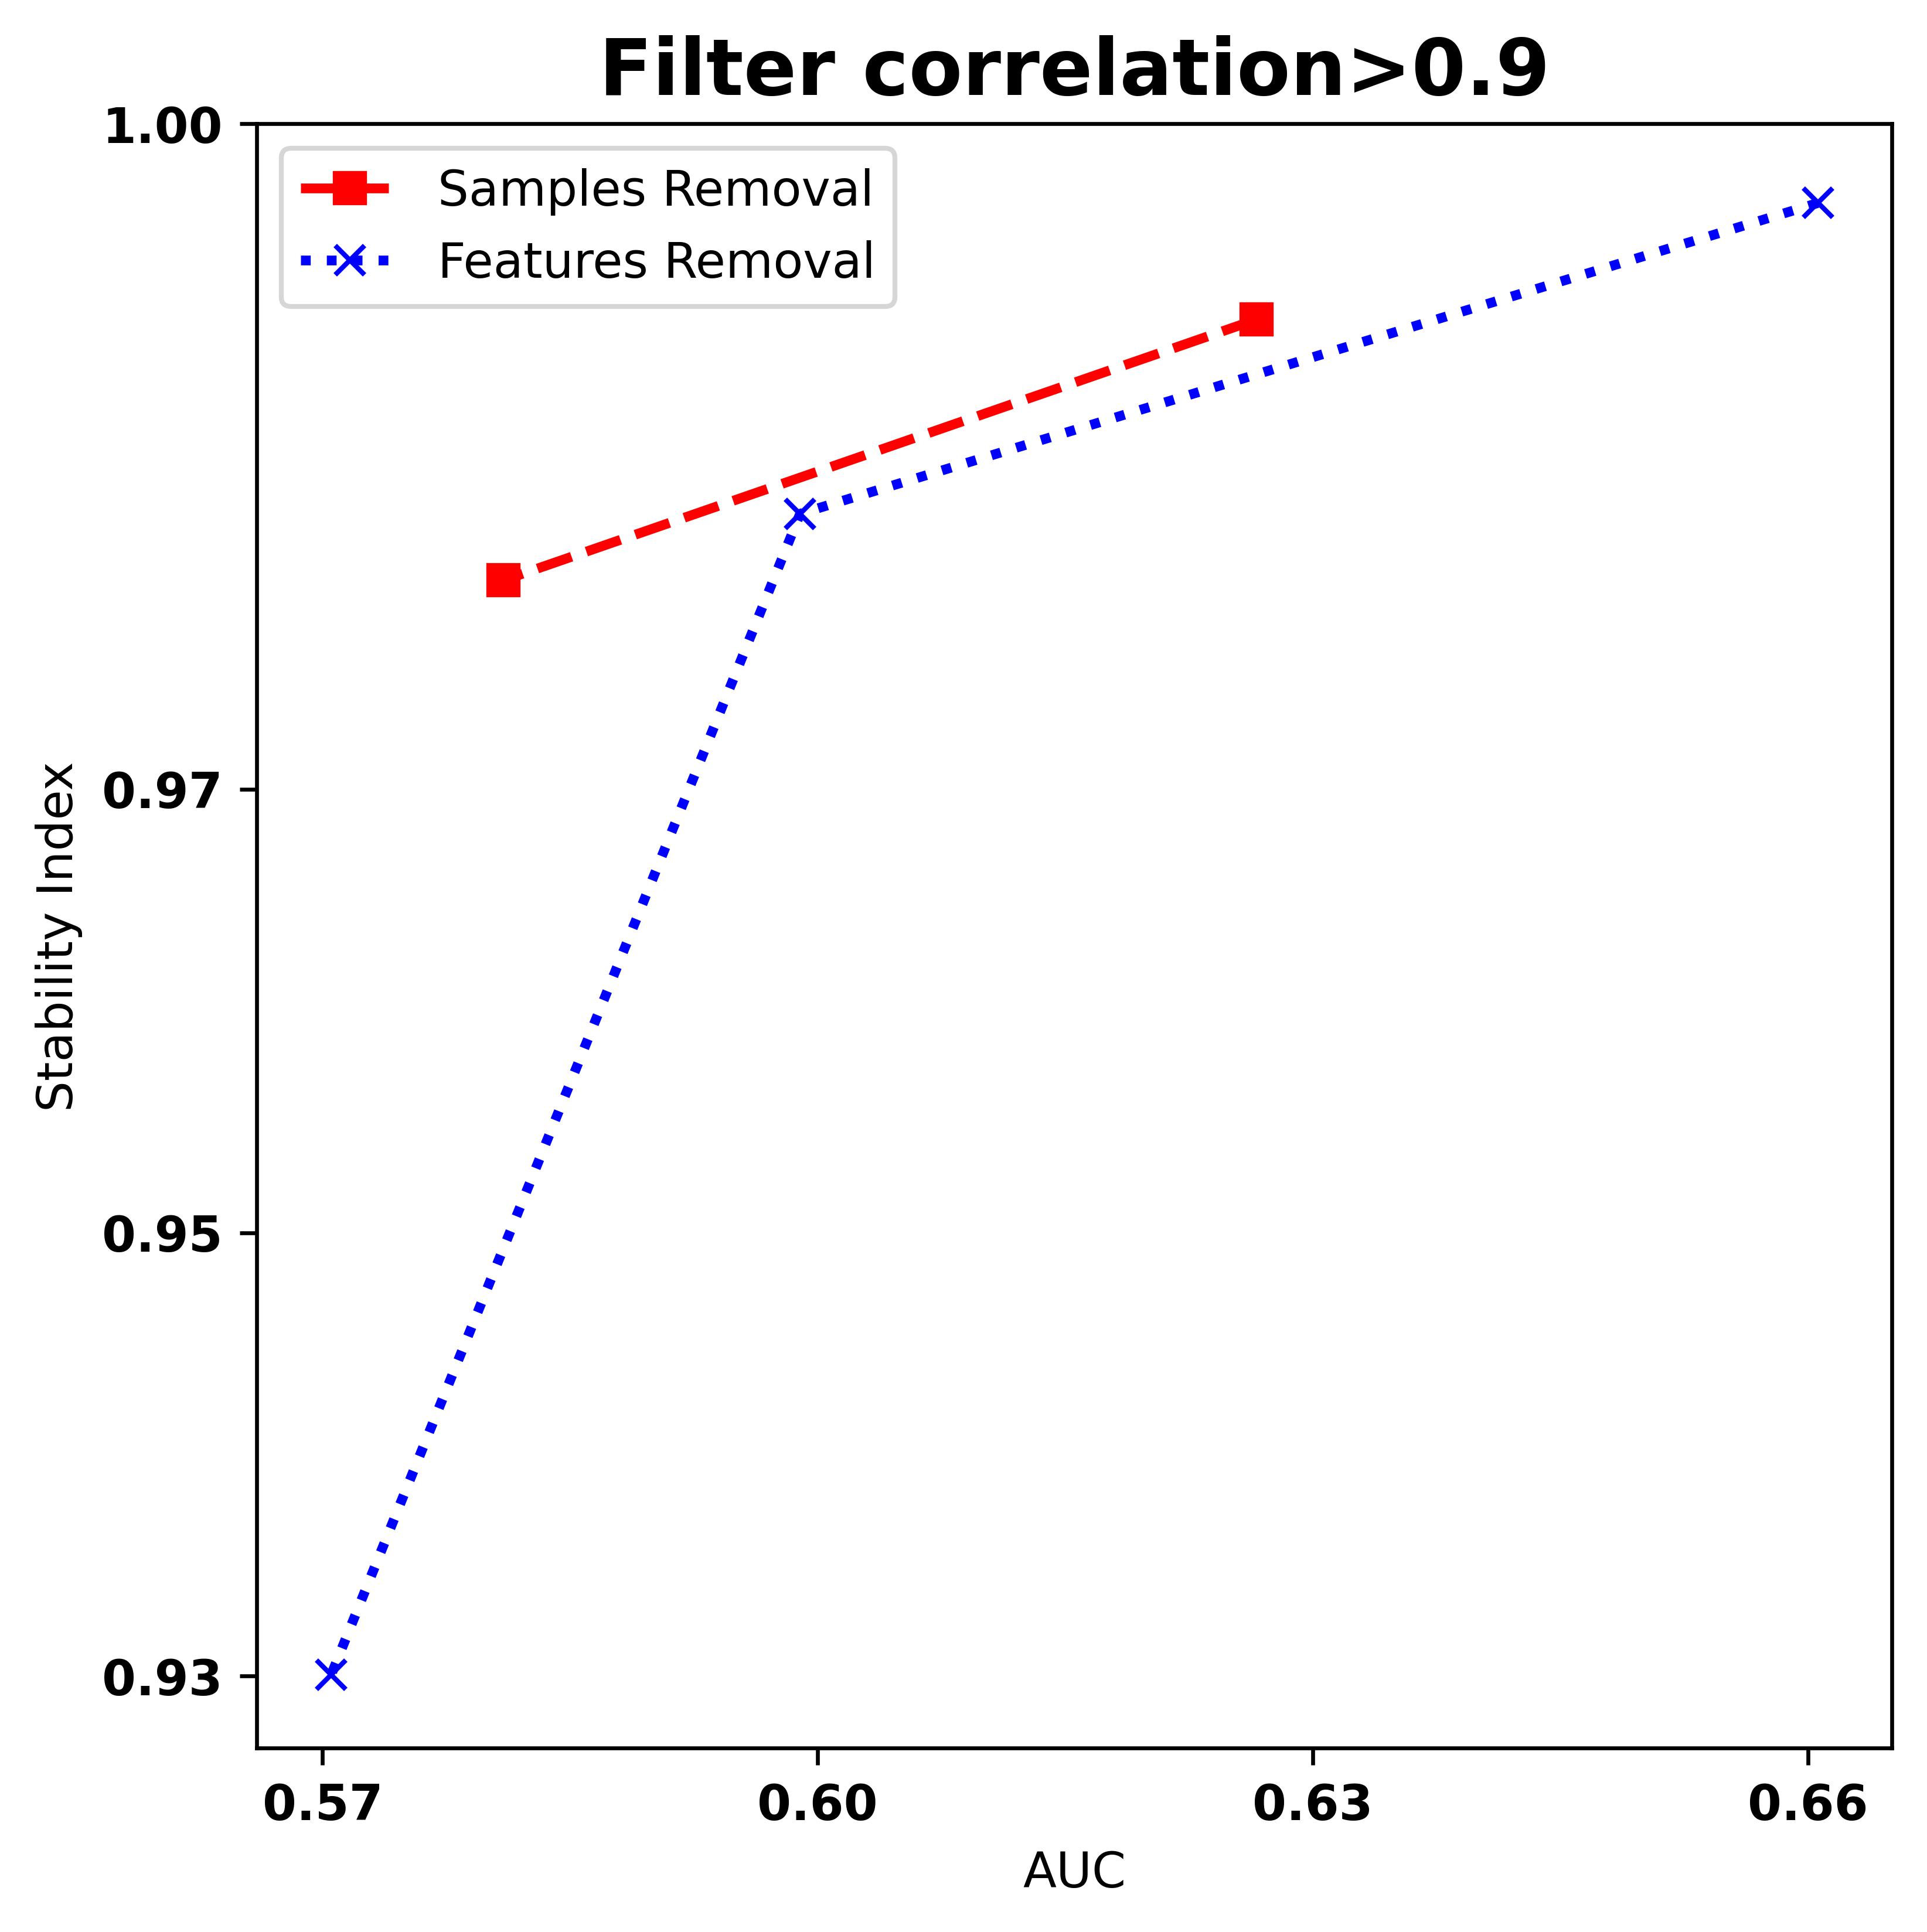 Filter correlation>0.9
1.00
Samples Removal
Features Removal
0.97
Stability Index
0.95
0.93
0.57 0.60 0.63 0.66
AUC